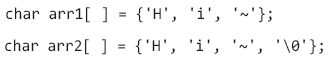 char arr1[ ] = {'H', 'i', '~'};
char arr2[ ] = {'H', 'i', '~', '\0'};